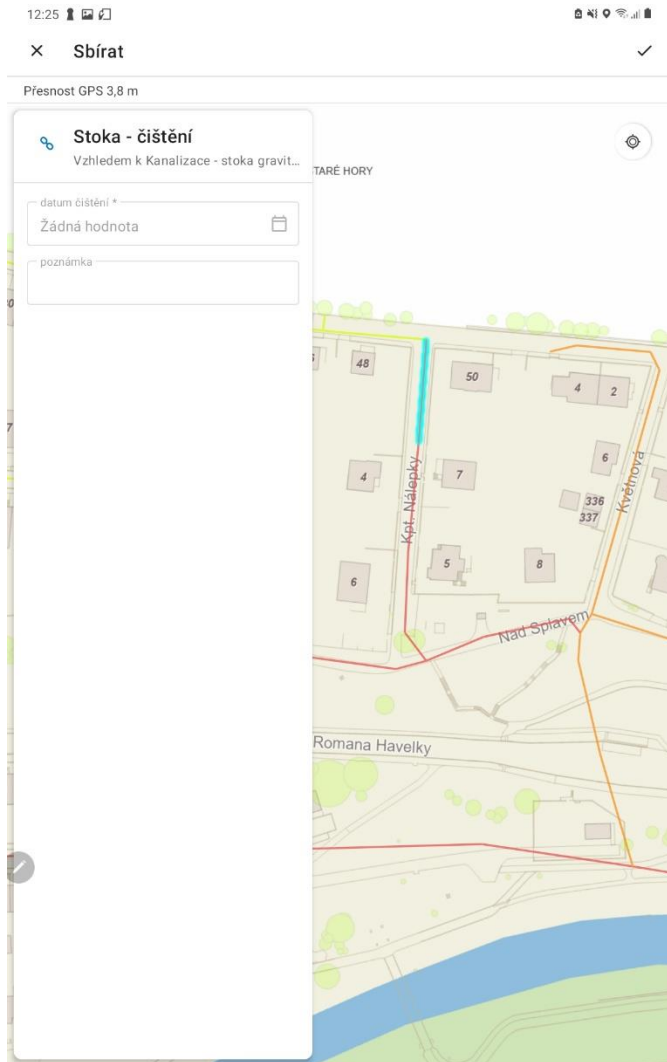 12:25
Sbírat
Přesnost GPS 3,8 m
Stoka - čištění
Vzhledem k Kanalizace - stoka gravit...
datum čištění *
Žádná hodnota
poznámka
TARÉ HORY
48
50
4
2
4
7
6
336
337
Kpt. Nálepky
Květnová
6
5
8
Nad Splavem
Romana Havelky